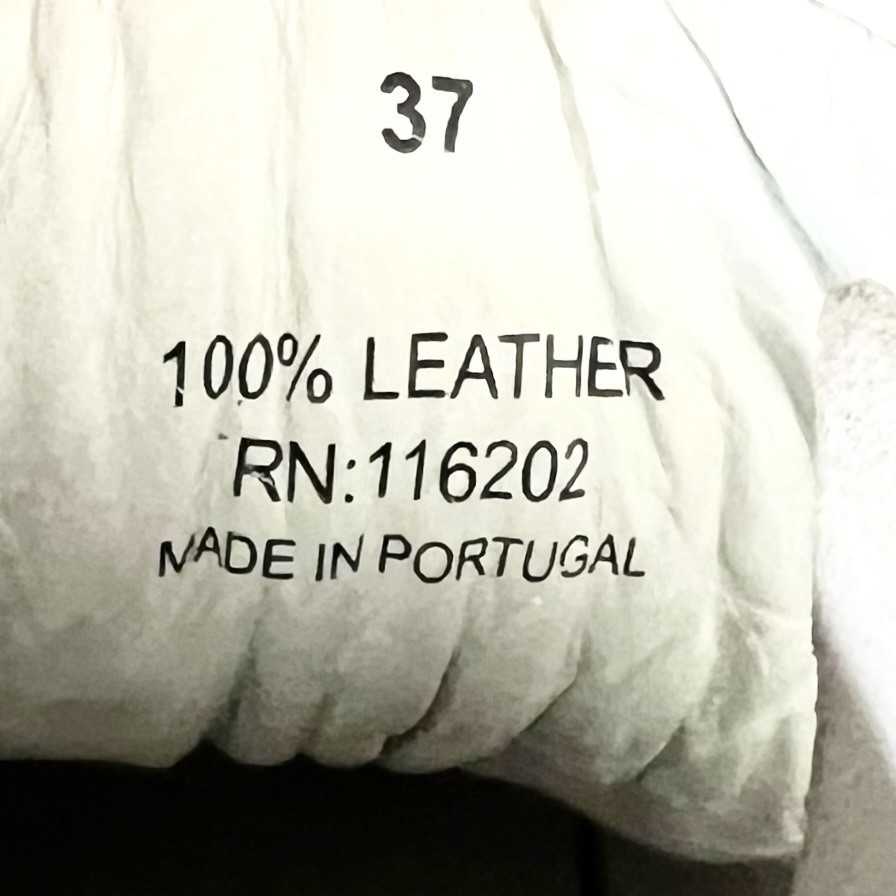 37
100% LEATHER
RN:116202
MADE IN PORTUGAL